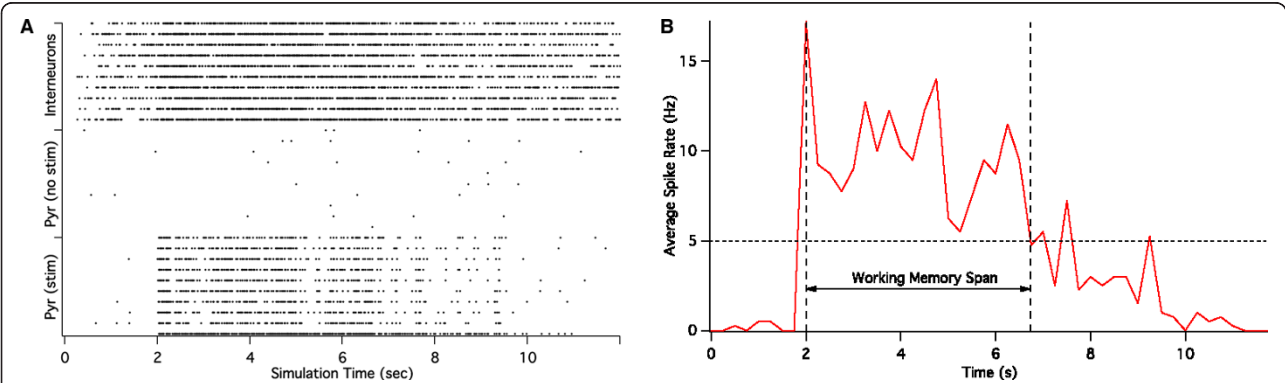 A
Interneurons
Pyr (no stim)
Pyr (stim)
0 2 4 6 8 10
Simulation Time (sec)
B
Average Spike Rate (Hz)
15
10
5
0
Working Memory Span
0 2 4 6 8 10
Time (s)